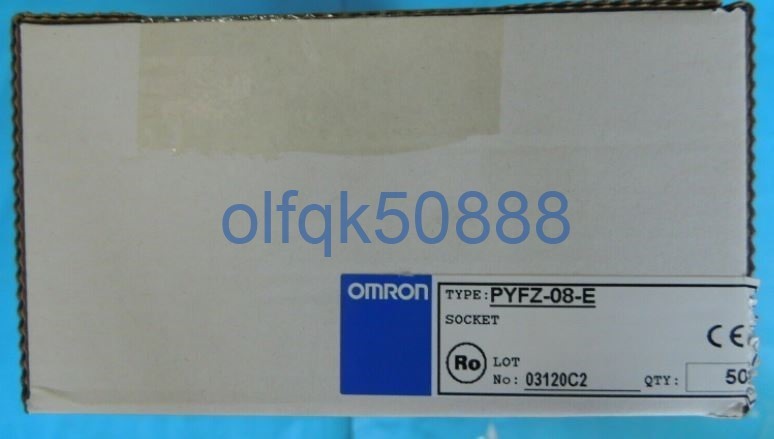 olfqk50888
OMRON
TYPE: PYFZ-08-E
SOCKET
CE
Ro
LOT
No: 03120C2 QTY: 50